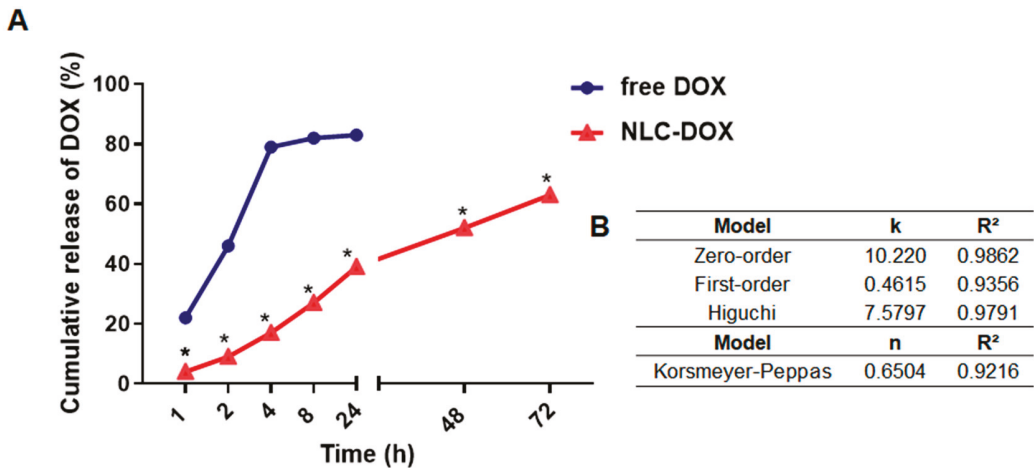 A
Cumulative release of DOX (%)
100
80
60
40
20
0
* * * * * * *
1 2 4 8 24 48 72
Time (h)
free DOX
NLC-DOX
B
Model k R²
Zero-order 10.220 0.9862
First-order 0.4615 0.9356
Higuchi 7.5797 0.9791
Model n R²
Korsmeyer-Peppas 0.6504 0.9216